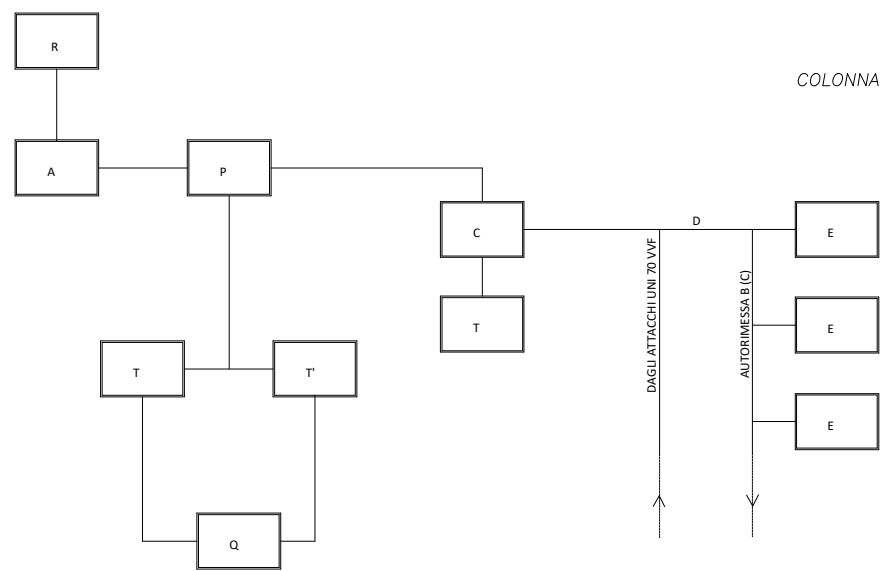 R
COLONNA
A
P
C
D
E
DAGLI ATTACCHI UNI 70 VVF
AUTORIMESSA B (C)
T
E
T
T'
E
Q